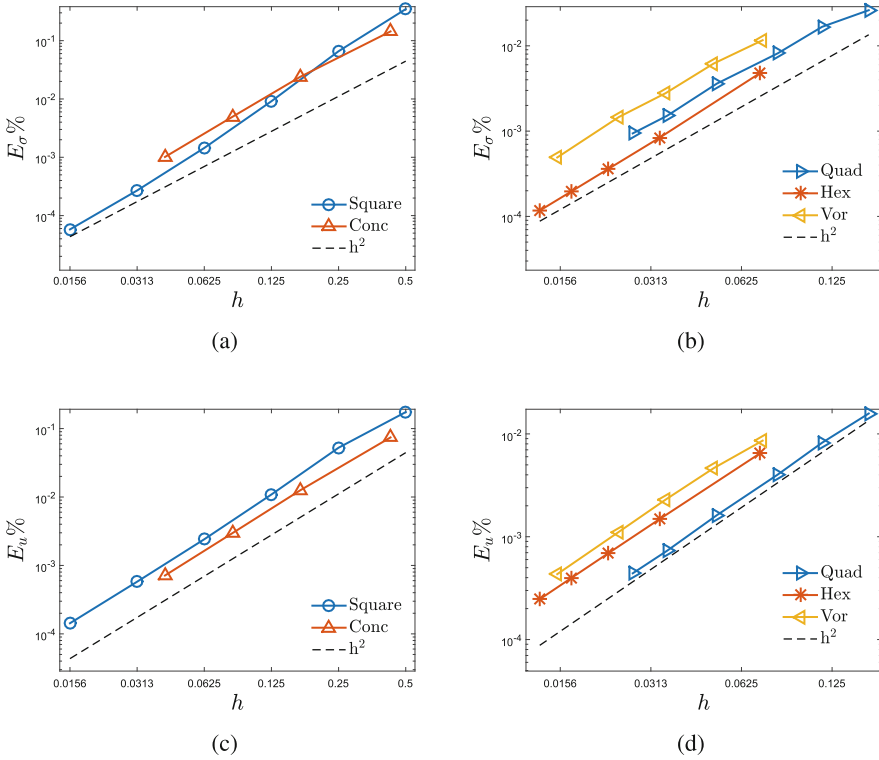 10^-1
10^-2
10^-3
10^-4
E_σ%
0.0156 0.0313 0.0625 0.125 0.25 0.5
h
Square
Conc
h^2
(a)
10^-2
10^-3
10^-4
E_σ%
0.0156 0.0313 0.0625 0.125
h
Quad
Hex
Vor
h^2
(b)
10^-1
10^-2
10^-3
10^-4
E_u%
0.0156 0.0313 0.0625 0.125 0.25 0.5
h
Square
Conc
h^2
(c)
10^-2
10^-3
10^-4
E_u%
0.0156 0.0313 0.0625 0.125
h
Quad
Hex
Vor
h^2
(d)